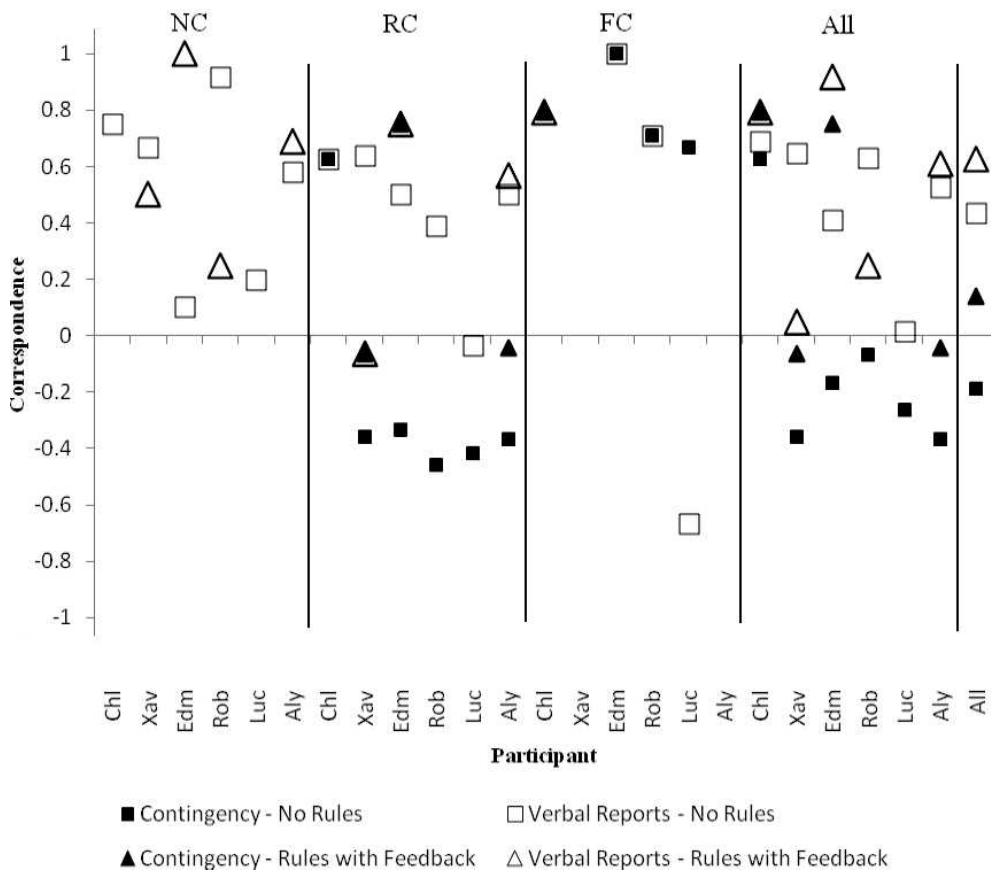 NC RC FC All
1
0.8
0.6
0.4
0.2
0
-0.2
-0.4
-0.6
-0.8
-1
Correspondence
Chl Xav Edm Rob Luc Aly Chl Xav Edm Rob Luc Aly Chl Xav Edm Rob Luc Aly Chl Xav Edm Rob Luc Aly All
Participant
Contingency - No Rules Verbal Reports - No Rules
Contingency - Rules with Feedback Verbal Reports - Rules with Feedback